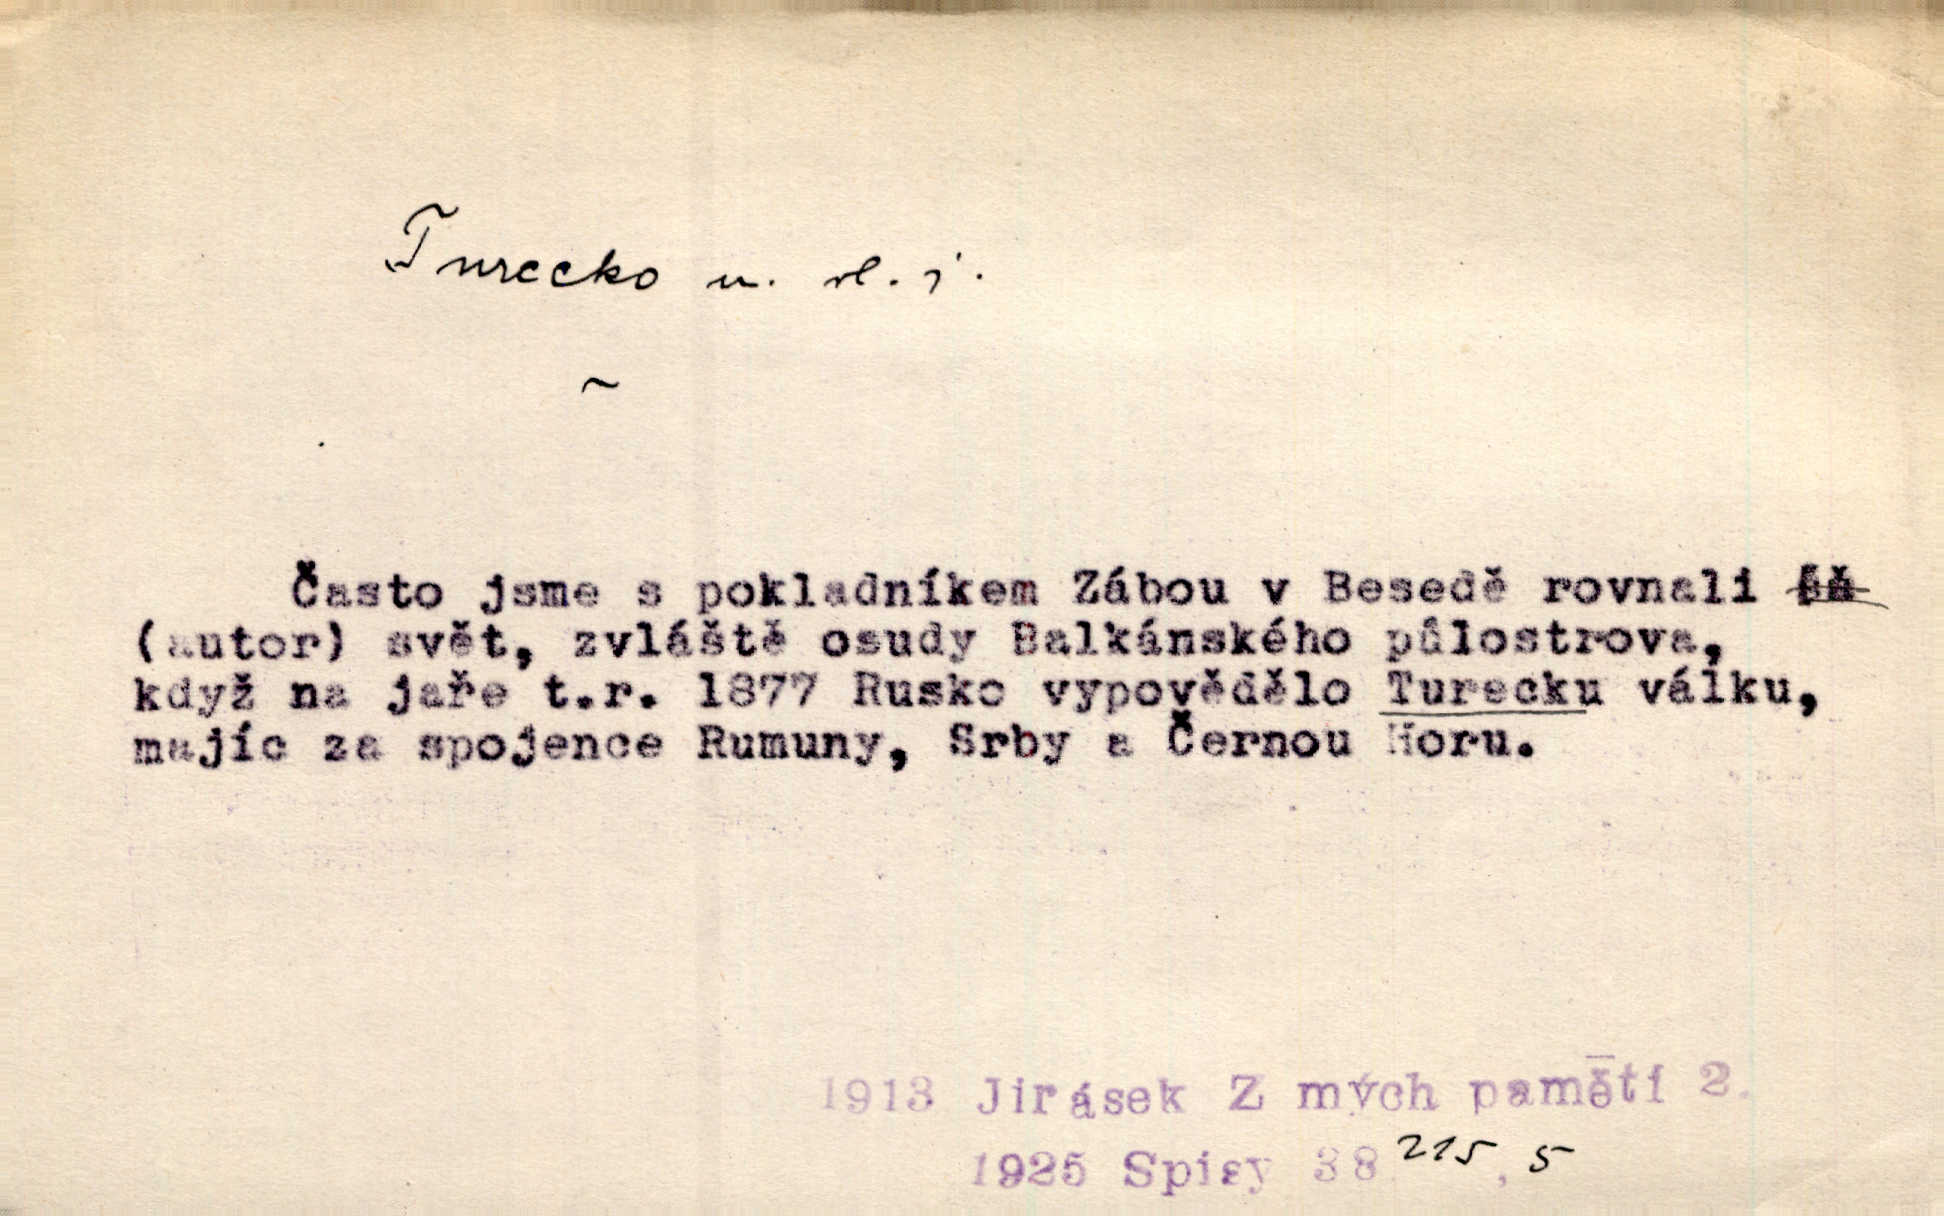 Turecko n. vl. j.
~
Často jsme s pokladníkem Zábou v Besedě rovnali
(autor) svět, zvláště osudy Balkánského půlostrova,
když na jaře t.r. 1877 Rusko vypovědělo Turecku válku,
majíc za spojence Rumuny, Srby a Černou Horu.
1913 Jirásek Z mých pamětí 2.
1925 Spisy 38 215, 5